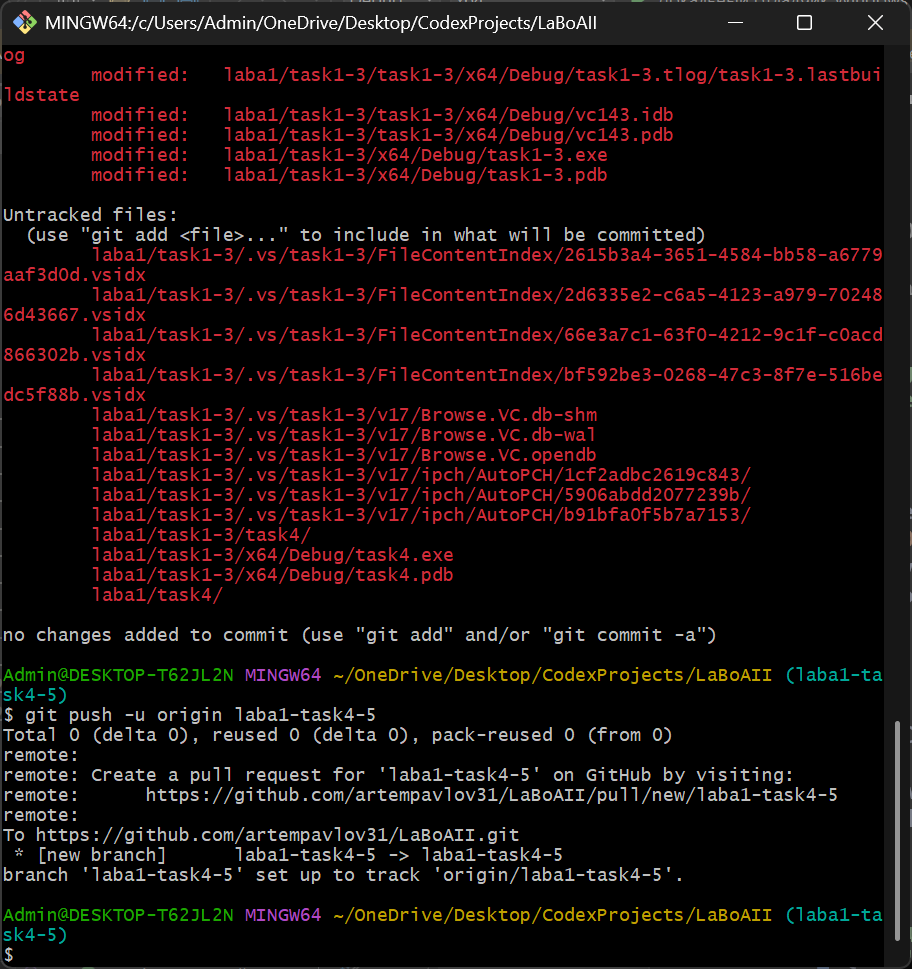 MINGW64:/c/Users/Admin/OneDrive/Desktop/CodexProjects/LaBoAII
og
        modified:   laba1/task1-3/task1-3/x64/Debug/task1-3.tlog/task1-3.lastbui
ldstate
        modified:   laba1/task1-3/task1-3/x64/Debug/vc143.idb
        modified:   laba1/task1-3/task1-3/x64/Debug/vc143.pdb
        modified:   laba1/task1-3/x64/Debug/task1-3.exe
        modified:   laba1/task1-3/x64/Debug/task1-3.pdb

Untracked files:
  (use "git add <file>..." to include in what will be committed)
        laba1/task1-3/.vs/task1-3/FileContentIndex/2615b3a4-3651-4584-bb58-a6779
aaf3d0d.vsidx
        laba1/task1-3/.vs/task1-3/FileContentIndex/2d6335e2-c6a5-4123-a979-70248
6d43667.vsidx
        laba1/task1-3/.vs/task1-3/FileContentIndex/66e3a7c1-63f0-4212-9c1f-c0acd
866302b.vsidx
        laba1/task1-3/.vs/task1-3/FileContentIndex/bf592be3-0268-47c3-8f7e-516be
dc5f88b.vsidx
        laba1/task1-3/.vs/task1-3/v17/Browse.VC.db-shm
        laba1/task1-3/.vs/task1-3/v17/Browse.VC.db-wal
        laba1/task1-3/.vs/task1-3/v17/Browse.VC.opendb
        laba1/task1-3/.vs/task1-3/v17/ipch/AutoPCH/1cf2adbc2619c843/
        laba1/task1-3/.vs/task1-3/v17/ipch/AutoPCH/5906abdd2077239b/
        laba1/task1-3/.vs/task1-3/v17/ipch/AutoPCH/b91bfa0f5b7a7153/
        laba1/task1-3/task4/
        laba1/task1-3/x64/Debug/task4.exe
        laba1/task1-3/x64/Debug/task4.pdb
        laba1/task4/

no changes added to commit (use "git add" and/or "git commit -a")

Admin@DESKTOP-T62JL2N MINGW64 ~/OneDrive/Desktop/CodexProjects/LaBoAII (laba1-ta
sk4-5)
$ git push -u origin laba1-task4-5
Total 0 (delta 0), reused 0 (delta 0), pack-reused 0 (from 0)
remote:
remote: Create a pull request for 'laba1-task4-5' on GitHub by visiting:
remote:      https://github.com/artempavlov31/LaBoAII/pull/new/laba1-task4-5
remote:
To https://github.com/artempavlov31/LaBoAII.git
 * [new branch]      laba1-task4-5 -> laba1-task4-5
branch 'laba1-task4-5' set up to track 'origin/laba1-task4-5'.

Admin@DESKTOP-T62JL2N MINGW64 ~/OneDrive/Desktop/CodexProjects/LaBoAII (laba1-ta
sk4-5)
$